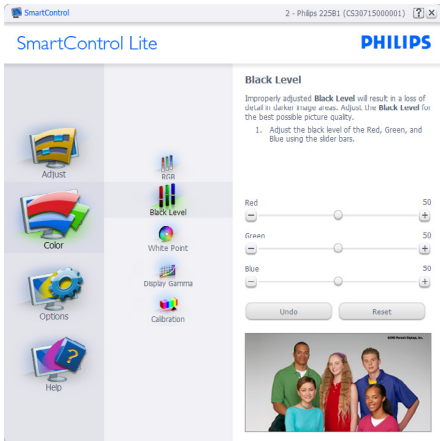 SmartControl
2 - Philips 225B1 (CS30715000001)
?
SmartControl Lite
PHILIPS
Adjust
Color
Options
Help
RGB
Black Level
White Point
Display Gamma
Calibration
Black Level
Improperly adjusted Black Level will result in a loss of
detail in darker image areas. Adjust the Black Level for
the best possible picture quality.
1. Adjust the black level of the Red, Green, and
Blue using the slider bars.
Red 50
Green 50
Blue 50
Undo Reset